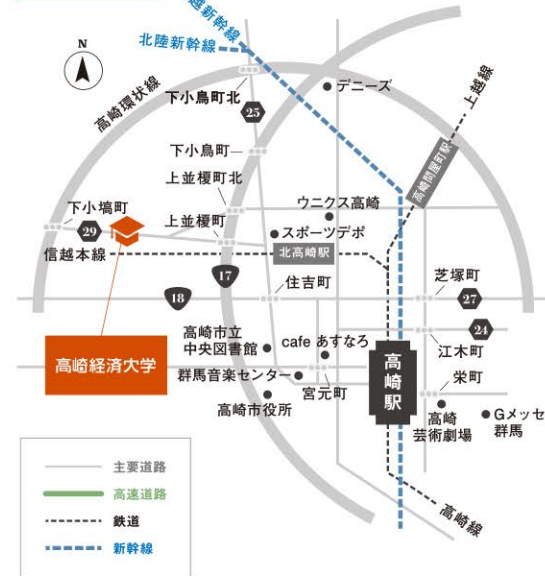 越新幹線
北陸新幹線
N
デニーズ
上越線
高崎環状線
下小鳥町北
25
下小鳥町
高崎問屋町駅
上並榎町北
ウニクス高崎
下小塙町
29
上並榎町
スポーツデポ
信越本線
北高崎駅
17
18
住吉町
芝塚町
27
24
高崎市立
中央図書館
cafe あすなろ
江木町
高崎経済大学
高崎駅
群馬音楽センター
宮元町
栄町
高崎市役所
高崎
芸術劇場
Gメッセ
群馬
主要道路
高速道路
鉄道
新幹線
高崎線